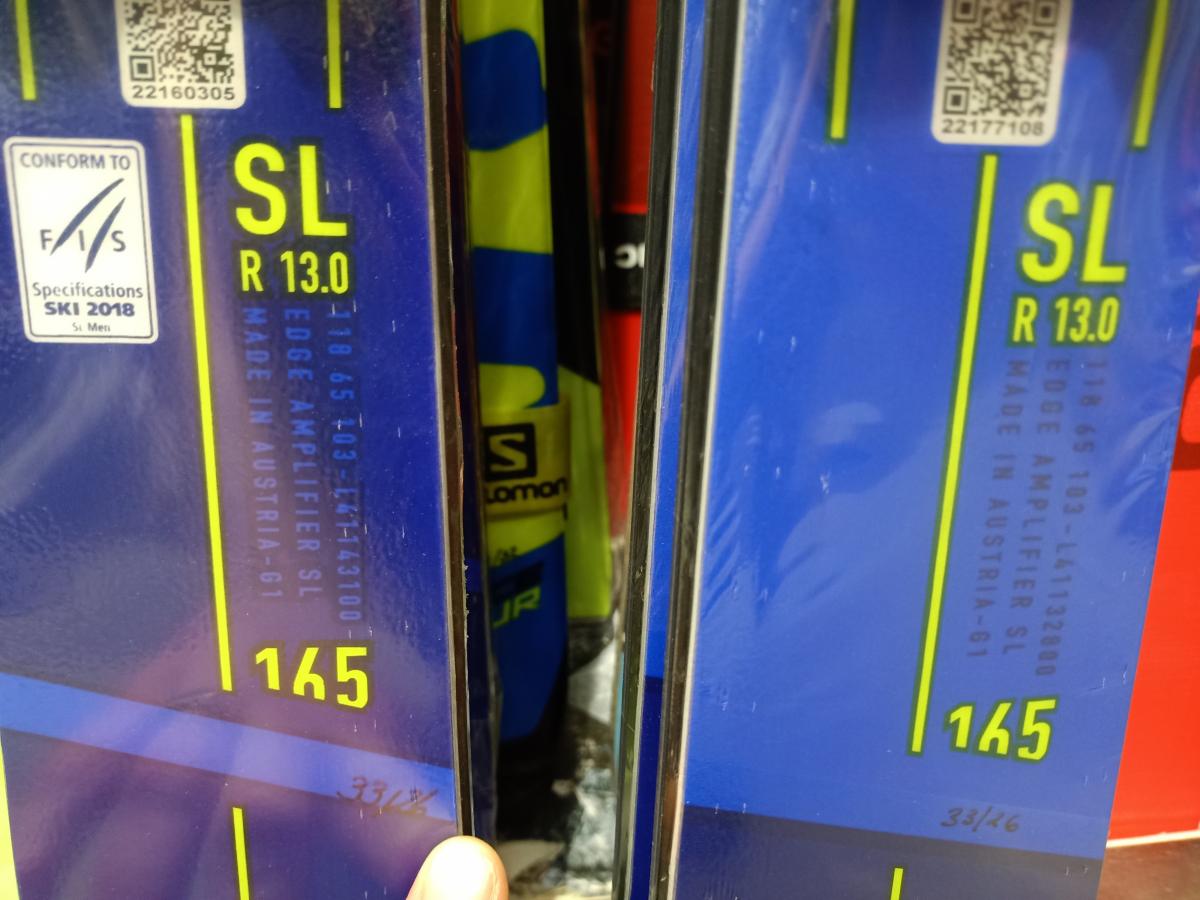 22160305
CONFORM TO
FIS
Specifications
SKI 2018
SL Men
SL
R 13.0
118 65 103-L41143100
EDGE AMPLIFIER SL
MADE IN AUSTRIA-G1
165
33/26
S
salomon
22177108
SL
R 13.0
118 65 103-L41132800
EDGE AMPLIFIER SL
MADE IN AUSTRIA-G1
165
33/26